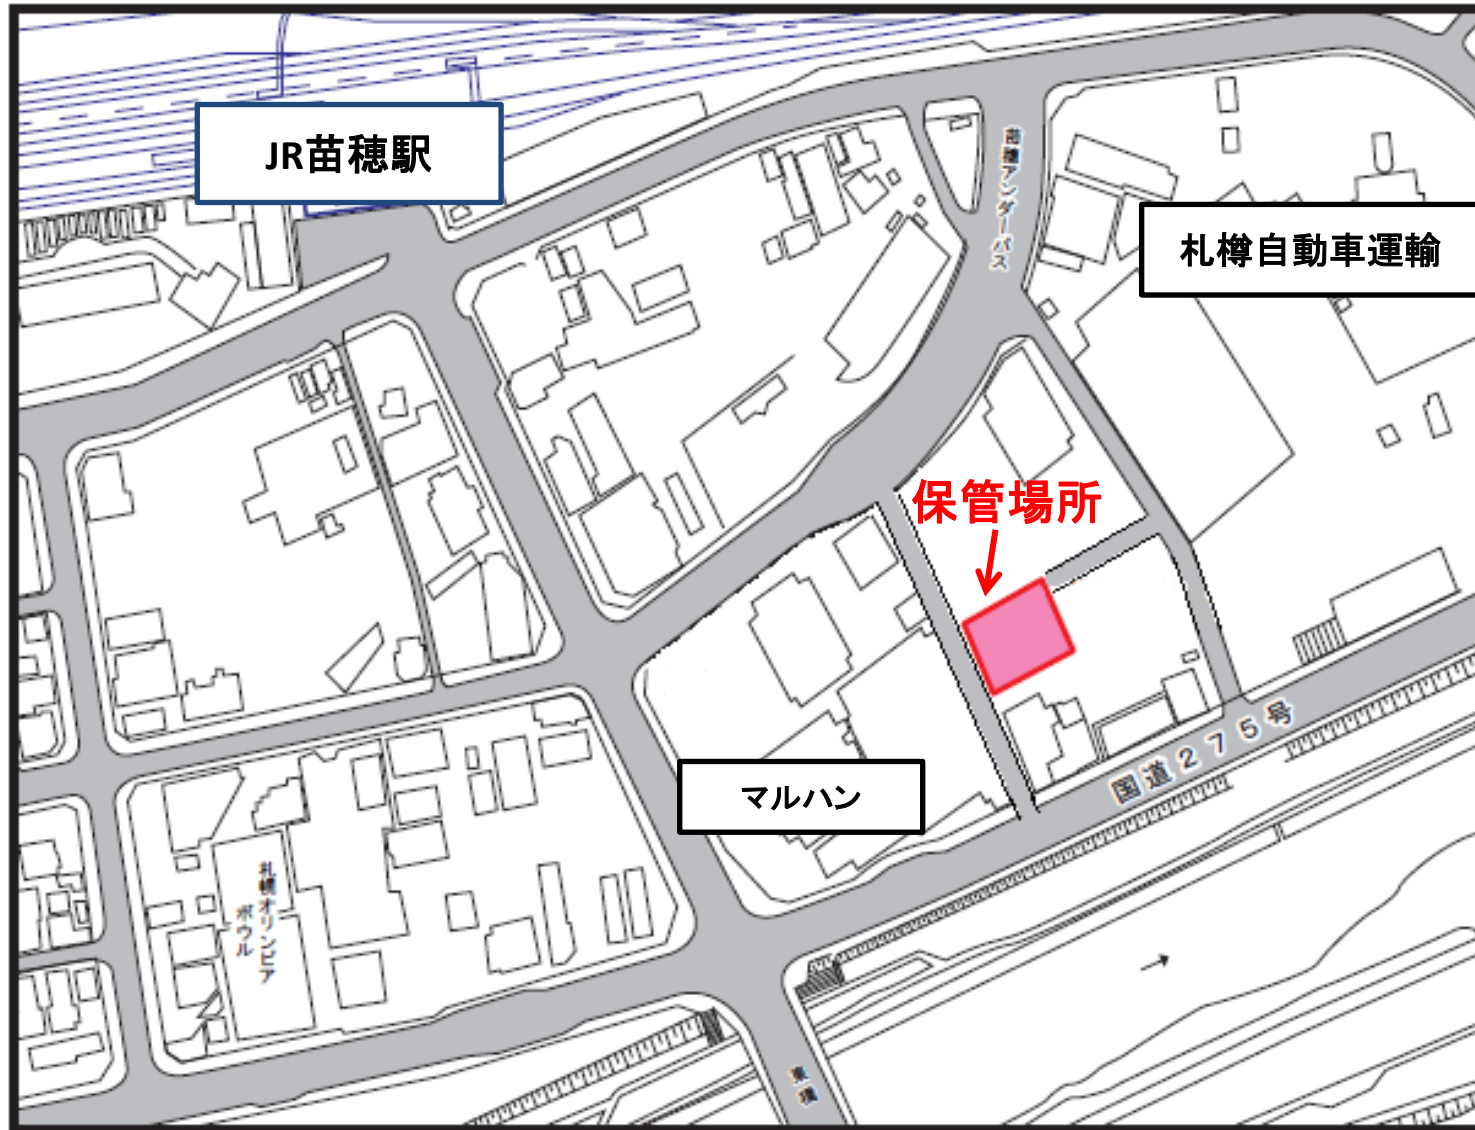 JR苗穂駅
苗穂アンダーパス
札樽自動車運輸
保管場所
国道275号
マルハン
札幌オリンピア
ボウル
東橋